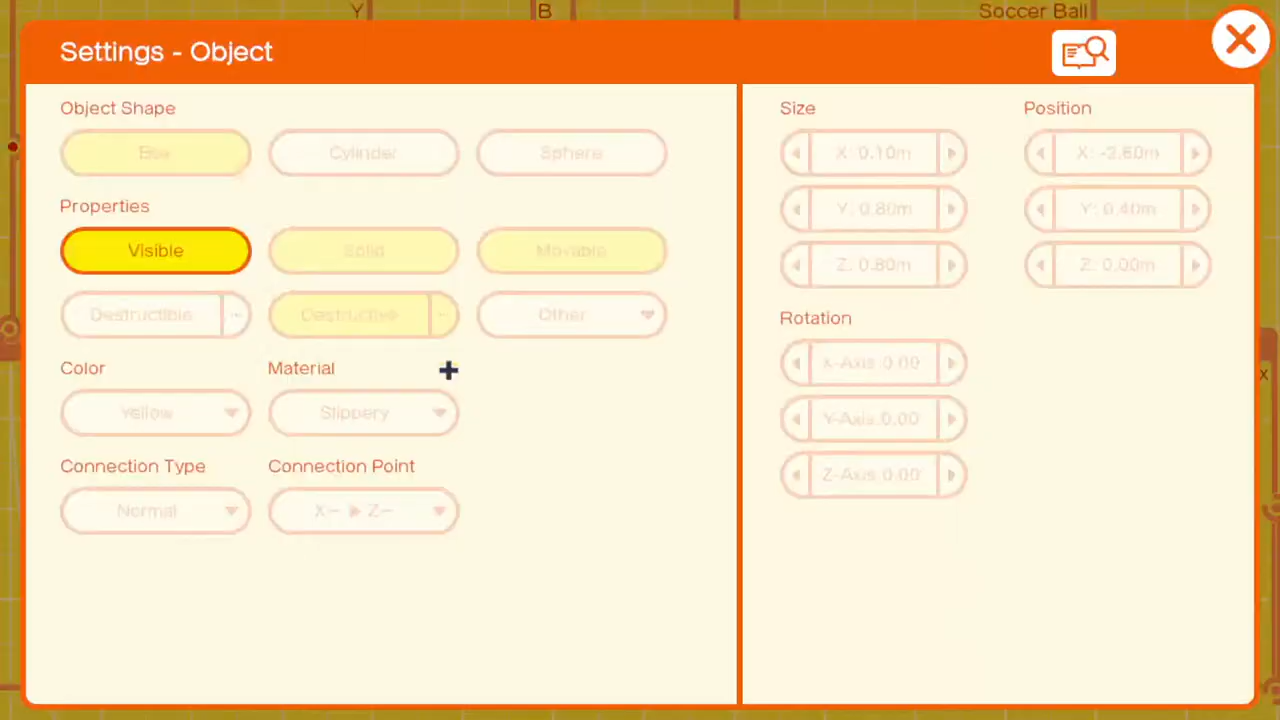 Y B Soccer Ball
Settings - Object
Object Shape
Box Cylinder Sphere
Properties
Visible Solid Movable
Destructible ... Destructive ... Other
Color Material
Yellow Slippery
Connection Type Connection Point
Normal X− ▶ Z−
Size Position
X: 0.10m X: -2.60m
Y: 0.80m Y: 0.40m
Z: 0.80m Z: 0.00m
Rotation
X-Axis 0.00
Y-Axis 0.00
Z-Axis 0.00°
X